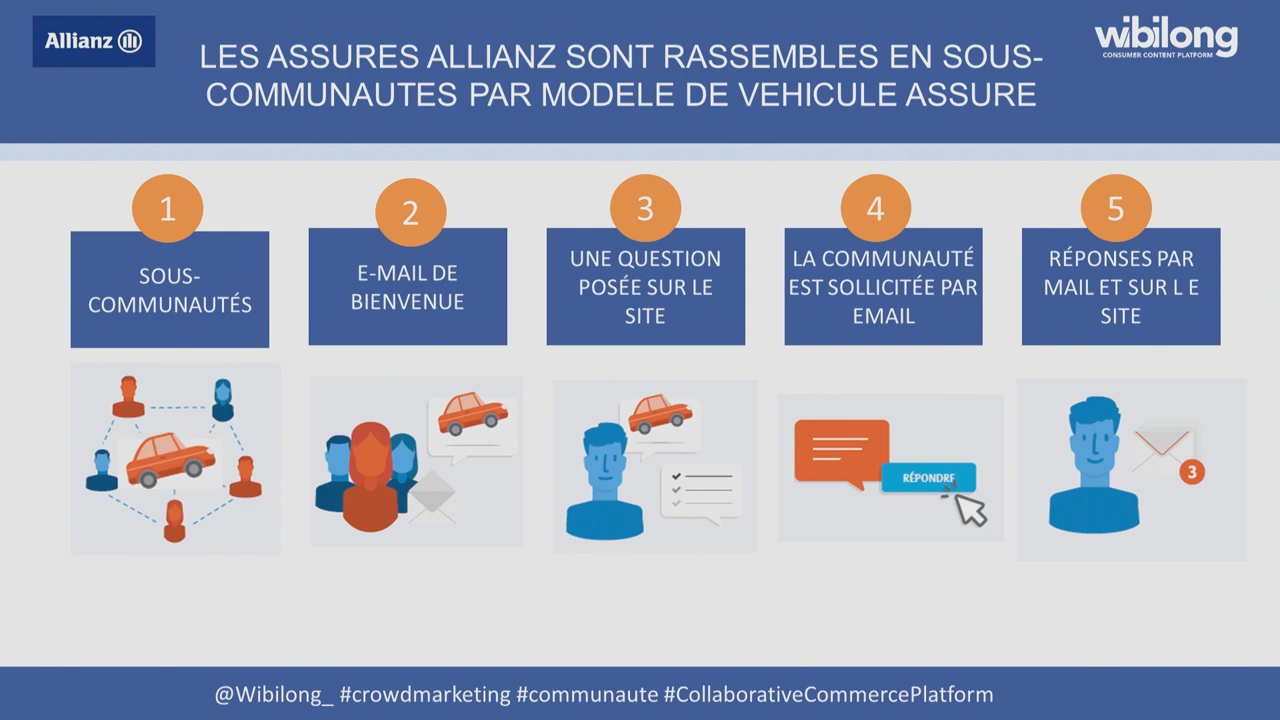 Allianz
wibilong
CONSUMER CONTENT PLATFORM
LES ASSURES ALLIANZ SONT RASSEMBLES EN SOUS-
COMMUNAUTES PAR MODELE DE VEHICULE ASSURE
1
SOUS-
COMMUNAUTÉS
2
E-MAIL DE
BIENVENUE
3
UNE QUESTION
POSÉE SUR LE
SITE
4
LA COMMUNAUTÉ
EST SOLLICITÉE PAR
EMAIL
5
RÉPONSES PAR
MAIL ET SUR L E
SITE
RÉPONDRE
3
@Wibilong_ #crowdmarketing #communaute #CollaborativeCommercePlatform